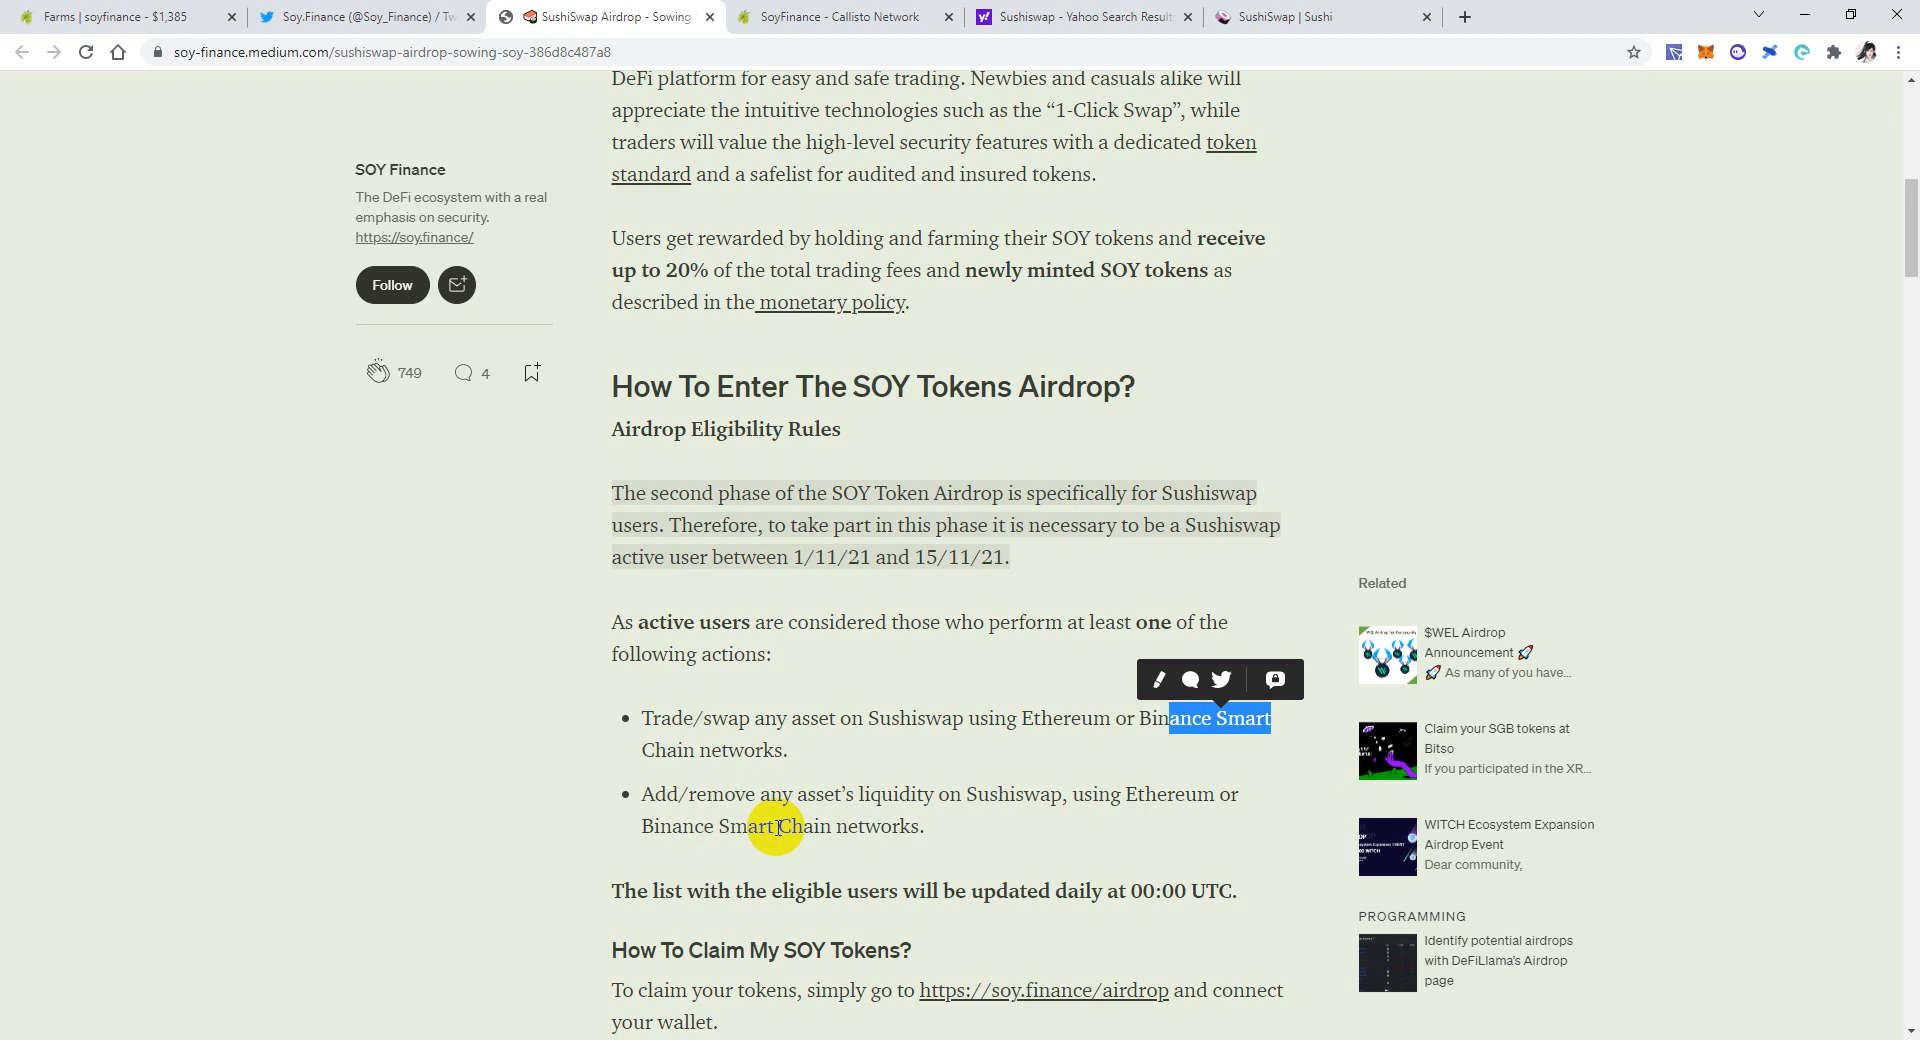 Farms | soyfinance - $1,385
Soy.Finance (@Soy_Finance) / Tw
SushiSwap Airdrop - Sowing
SoyFinance - Callisto Network
Sushiswap - Yahoo Search Result
SushiSwap | Sushi
soy-finance.medium.com/sushiswap-airdrop-sowing-soy-386d8c487a8
DeFi platform for easy and safe trading. Newbies and casuals alike will
appreciate the intuitive technologies such as the “1-Click Swap”, while
traders will value the high-level security features with a dedicated token
standard and a safelist for audited and insured tokens.
SOY Finance
The DeFi ecosystem with a real
emphasis on security.
https://soy.finance/
Follow
749
4
Users get rewarded by holding and farming their SOY tokens and receive
up to 20% of the total trading fees and newly minted SOY tokens as
described in the monetary policy.
How To Enter The SOY Tokens Airdrop?
Airdrop Eligibility Rules
The second phase of the SOY Token Airdrop is specifically for Sushiswap
users. Therefore, to take part in this phase it is necessary to be a Sushiswap
active user between 1/11/21 and 15/11/21.
As active users are considered those who perform at least one of the
following actions:
Trade/swap any asset on Sushiswap using Ethereum or Binance Smart
Chain networks.
Add/remove any asset’s liquidity on Sushiswap, using Ethereum or
Binance Smart Chain networks.
The list with the eligible users will be updated daily at 00:00 UTC.
How To Claim My SOY Tokens?
To claim your tokens, simply go to https://soy.finance/airdrop and connect
your wallet.
Related
$WEL Airdrop
Announcement 🚀
🚀 As many of you have...
Claim your SGB tokens at
Bitso
If you participated in the XR...
WITCH Ecosystem Expansion
Airdrop Event
Dear community,
PROGRAMMING
Identify potential airdrops
with DeFiLlama's Airdrop
page